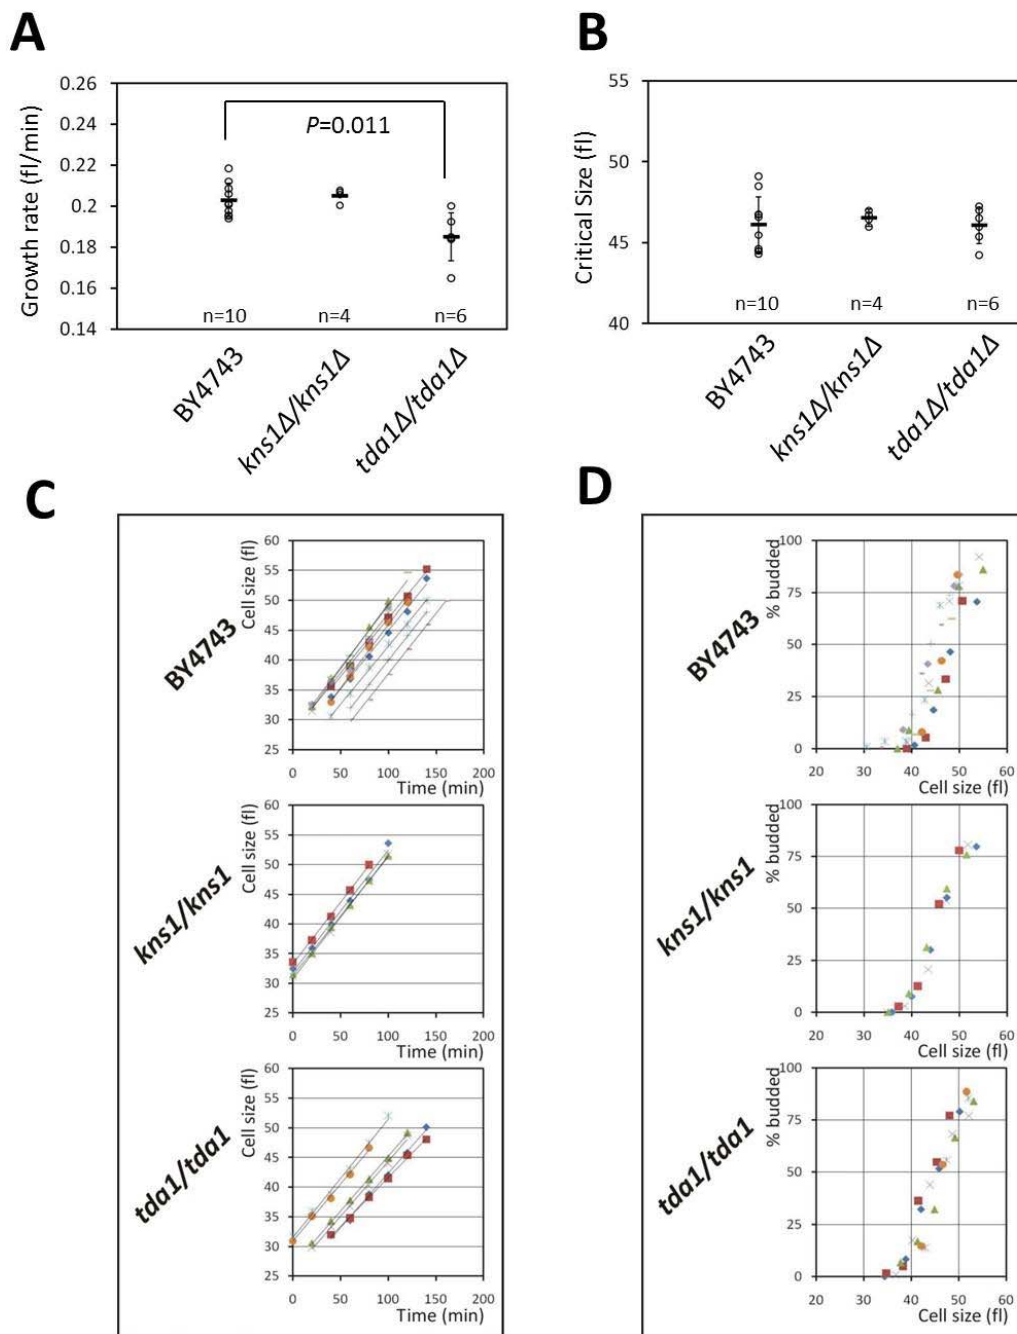 A
Growth rate (fl/min)
0.26
0.24
0.22
0.2
0.18
0.16
0.14
P=0.011
n=10
n=4
n=6
BY4743
kns1Δ/kns1Δ
tda1Δ/tda1Δ
B
Critical Size (fl)
55
50
45
40
n=10
n=4
n=6
BY4743
kns1Δ/kns1Δ
tda1Δ/tda1Δ
C
BY4743
Cell size (fl)
60
55
50
45
40
35
30
25
0 50 100 150 200
Time (min)
kns1/kns1
Cell size (fl)
60
55
50
45
40
35
30
25
0 50 100 150 200
Time (min)
tda1/tda1
Cell size (fl)
60
55
50
45
40
35
30
25
0 50 100 150 200
Time (min)
D
BY4743
% budded
100
75
50
25
0
20 30 40 50 60
Cell size (fl)
kns1/kns1
% budded
100
75
50
25
0
20 30 40 50 60
Cell size (fl)
tda1/tda1
% budded
100
75
50
25
0
20 30 40 50 60
Cell size (fl)